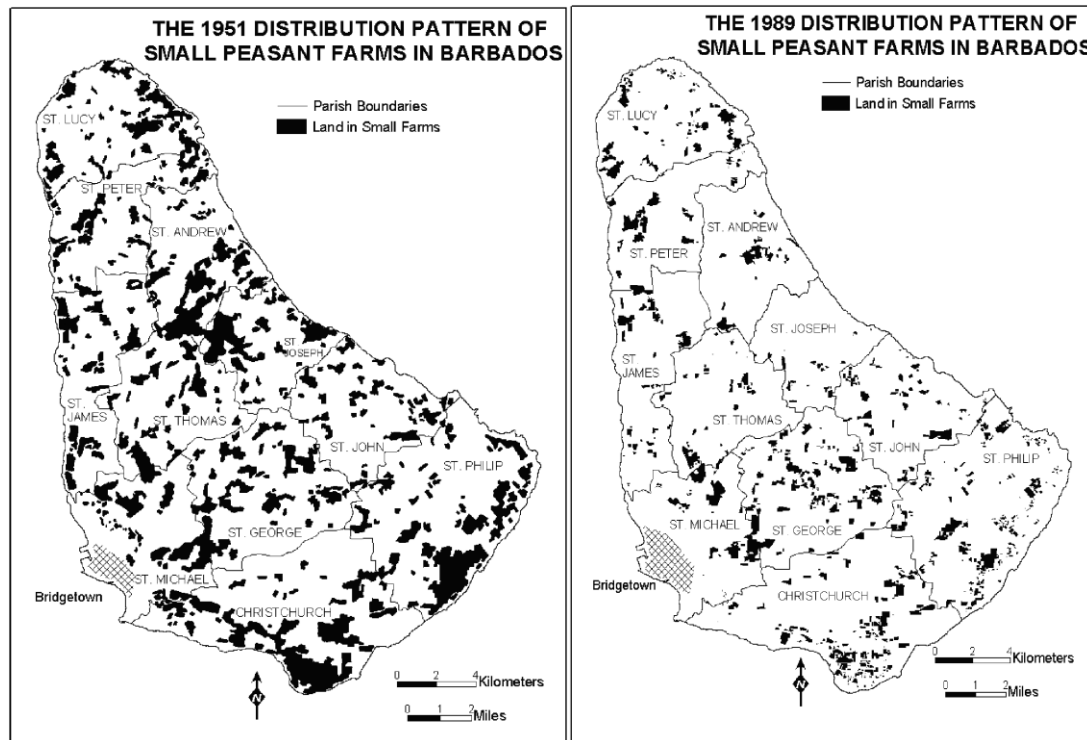 THE 1951 DISTRIBUTION PATTERN OF
SMALL PEASANT FARMS IN BARBADOS
Parish Boundaries
Land in Small Farms
ST. LUCY
ST. PETER
ST. ANDREW
ST.
JOSEPH
ST.
JAMES
ST. THOMAS
ST. JOHN
ST. PHILIP
ST. GEORGE
ST. MICHAEL
Bridgetown
CHRISTCHURCH
N
0 2 4
Kilometers
0 1 2
Miles
THE 1989 DISTRIBUTION PATTERN OF
SMALL PEASANT FARMS IN BARBADOS
Parish Boundaries
Land in Small Farms
ST. LUCY
ST. ANDREW
ST. PETER
ST. JOSEPH
ST.
JAMES
ST. THOMAS
ST. JOHN
ST. PHILIP
ST. MICHAEL
ST. GEORGE
Bridgetown
CHRISTCHURCH
N
0 2 4
Kilometers
0 1 2
Miles